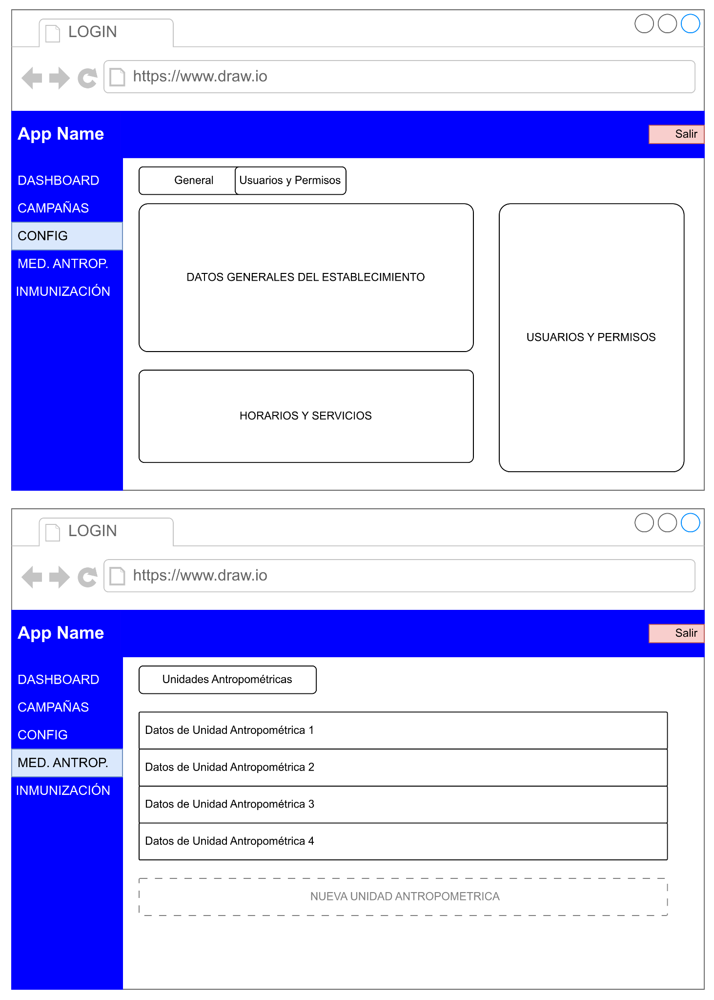 LOGIN
https://www.draw.io
App Name
Salir
DASHBOARD
CAMPAÑAS
CONFIG
MED. ANTROP.
INMUNIZACIÓN
General
Usuarios y Permisos
DATOS GENERALES DEL ESTABLECIMIENTO
USUARIOS Y PERMISOS
HORARIOS Y SERVICIOS
LOGIN
https://www.draw.io
App Name
Salir
DASHBOARD
CAMPAÑAS
CONFIG
MED. ANTROP.
INMUNIZACIÓN
Unidades Antropométricas
Datos de Unidad Antropométrica 1
Datos de Unidad Antropométrica 2
Datos de Unidad Antropométrica 3
Datos de Unidad Antropométrica 4
NUEVA UNIDAD ANTROPOMETRICA